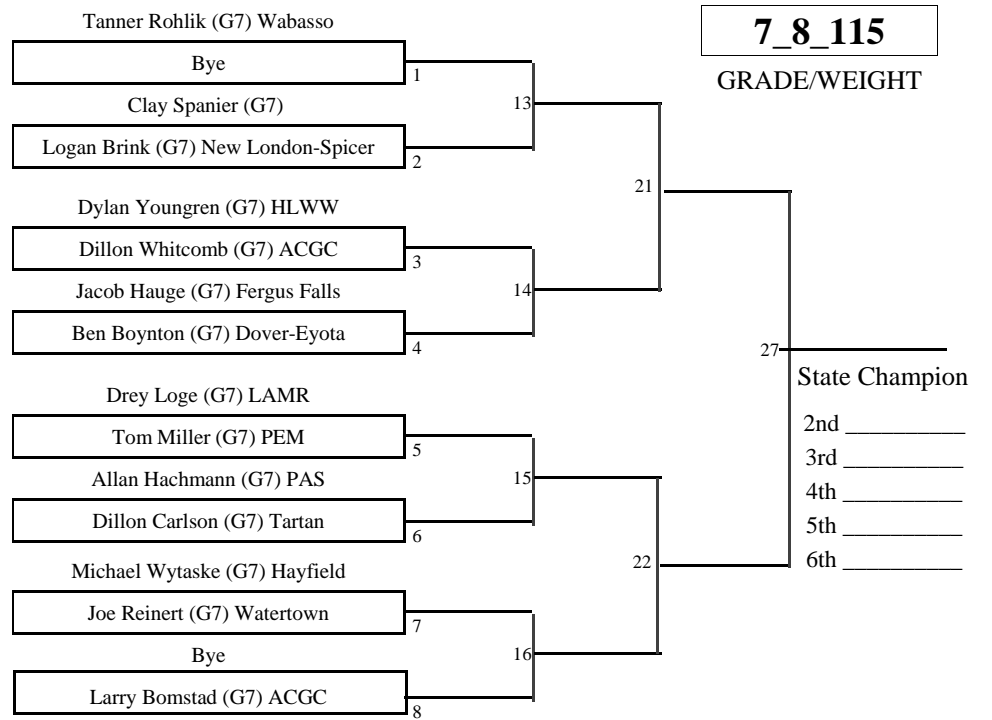 Tanner Rohlik (G7) Wabasso
Bye
1
Clay Spanier (G7)
Logan Brink (G7) New London-Spicer
2
13
Dylan Youngren (G7) HLWW
Dillon Whitcomb (G7) ACGC
3
Jacob Hauge (G7) Fergus Falls
Ben Boynton (G7) Dover-Eyota
4
14
21
Drey Loge (G7) LAMR
Tom Miller (G7) PEM
5
Allan Hachmann (G7) PAS
Dillon Carlson (G7) Tartan
6
15
Michael Wytaske (G7) Hayfield
Joe Reinert (G7) Watertown
7
Bye
Larry Bomstad (G7) ACGC
8
16
22
27
7_8_115
GRADE/WEIGHT
State Champion
2nd __________
3rd __________
4th __________
5th __________
6th __________